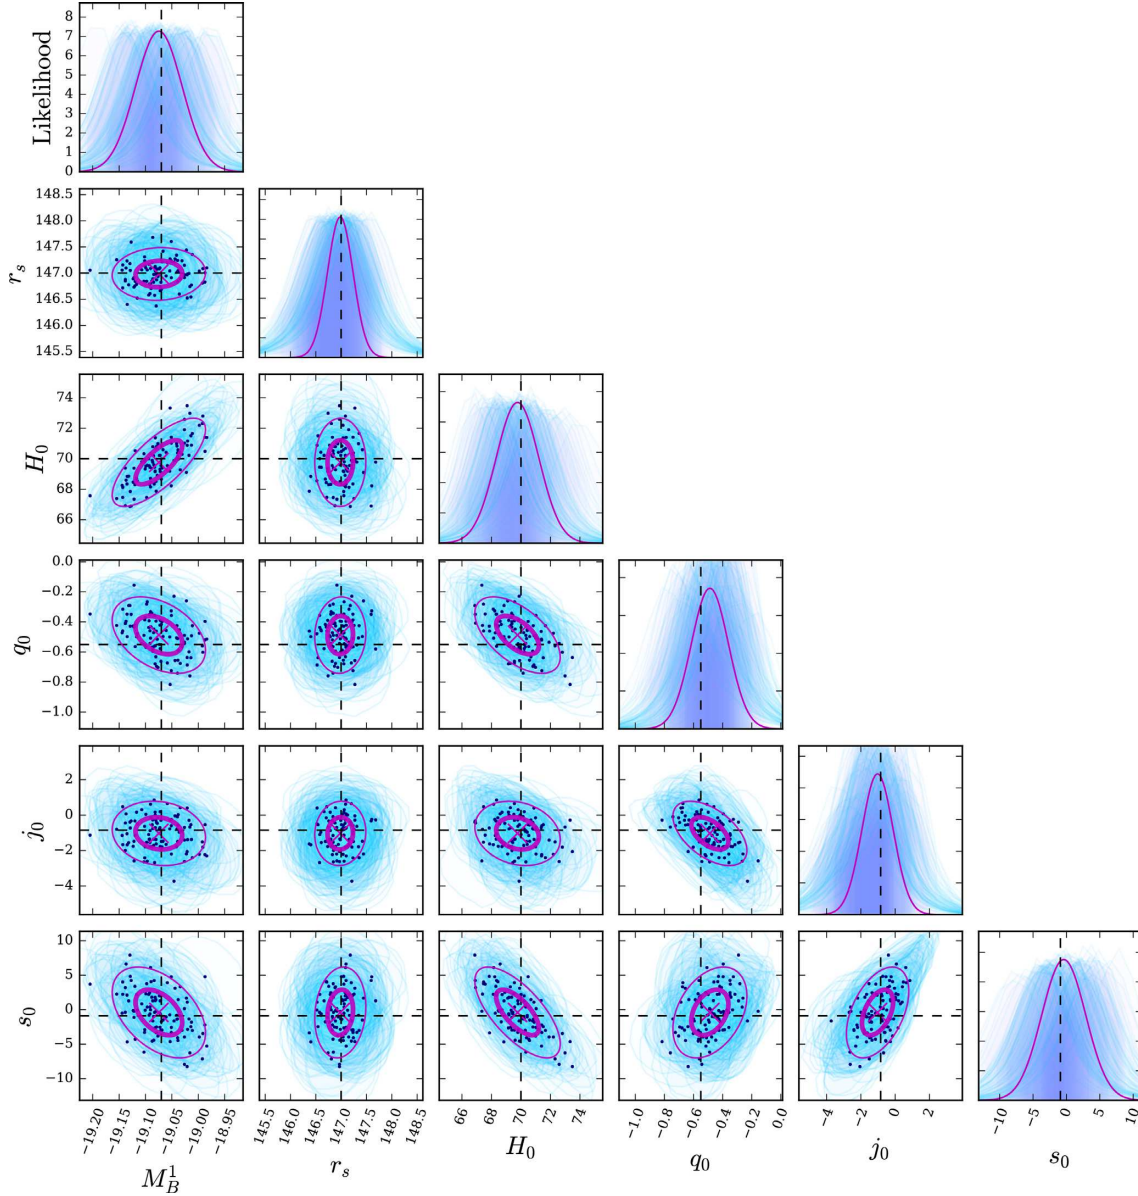 Likelihood
8
7
6
5
4
3
2
1
0
r_s
148.5
148.0
147.5
147.0
146.5
146.0
145.5
H_0
74
72
70
68
66
q_0
0.0
−0.2
−0.4
−0.6
−0.8
−1.0
j_0
2
0
−2
−4
s_0
10
5
0
−5
−10
−19.20 −19.15 −19.10 −19.05 −19.00 −18.95
145.5 146.0 146.5 147.0 147.5 148.0 148.5
66 68 70 72 74
−1.0 −0.8 −0.6 −0.4 −0.2 0.0
−4 −2 0 2
−10 −5 0 5 10
M_B^1 r_s H_0 q_0 j_0 s_0